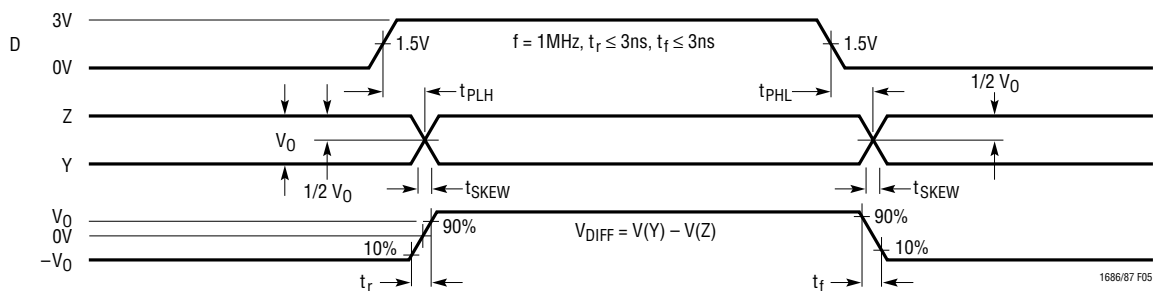 3V
D
1.5V
f = 1MHz, tr ≤ 3ns, tf ≤ 3ns
1.5V
0V
1/2 VO
tPLH
tPHL
Z
VO
Y
1/2 VO
tSKEW
tSKEW
VO
90%
VDIFF = V(Y) – V(Z)
90%
0V
10%
10%
–VO
tr
tf
1686/87 F05